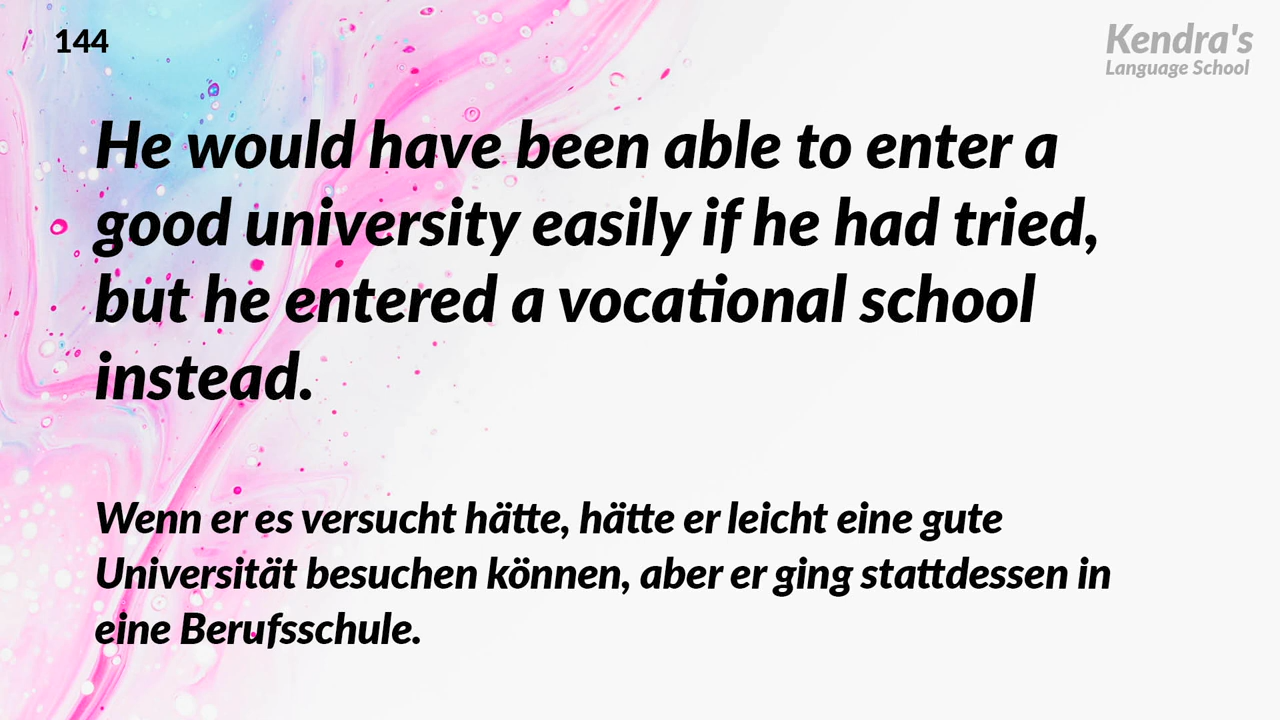 144
Kendra's
Language School
He would have been able to enter a
good university easily if he had tried,
but he entered a vocational school
instead.
Wenn er es versucht hätte, hätte er leicht eine gute
Universität besuchen können, aber er ging stattdessen in
eine Berufsschule.